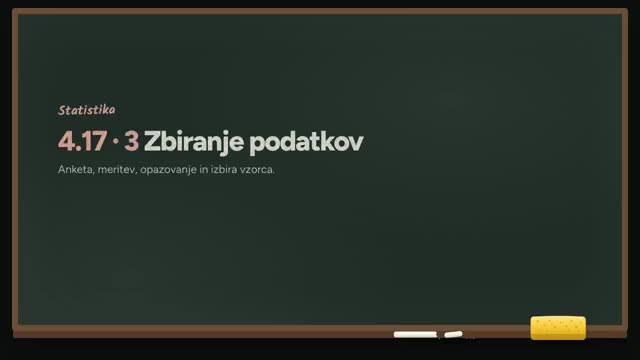 Statistika
4.17 · 3 Zbiranje podatkov
Anketa, meritev, opazovanje in izbira vzorca.